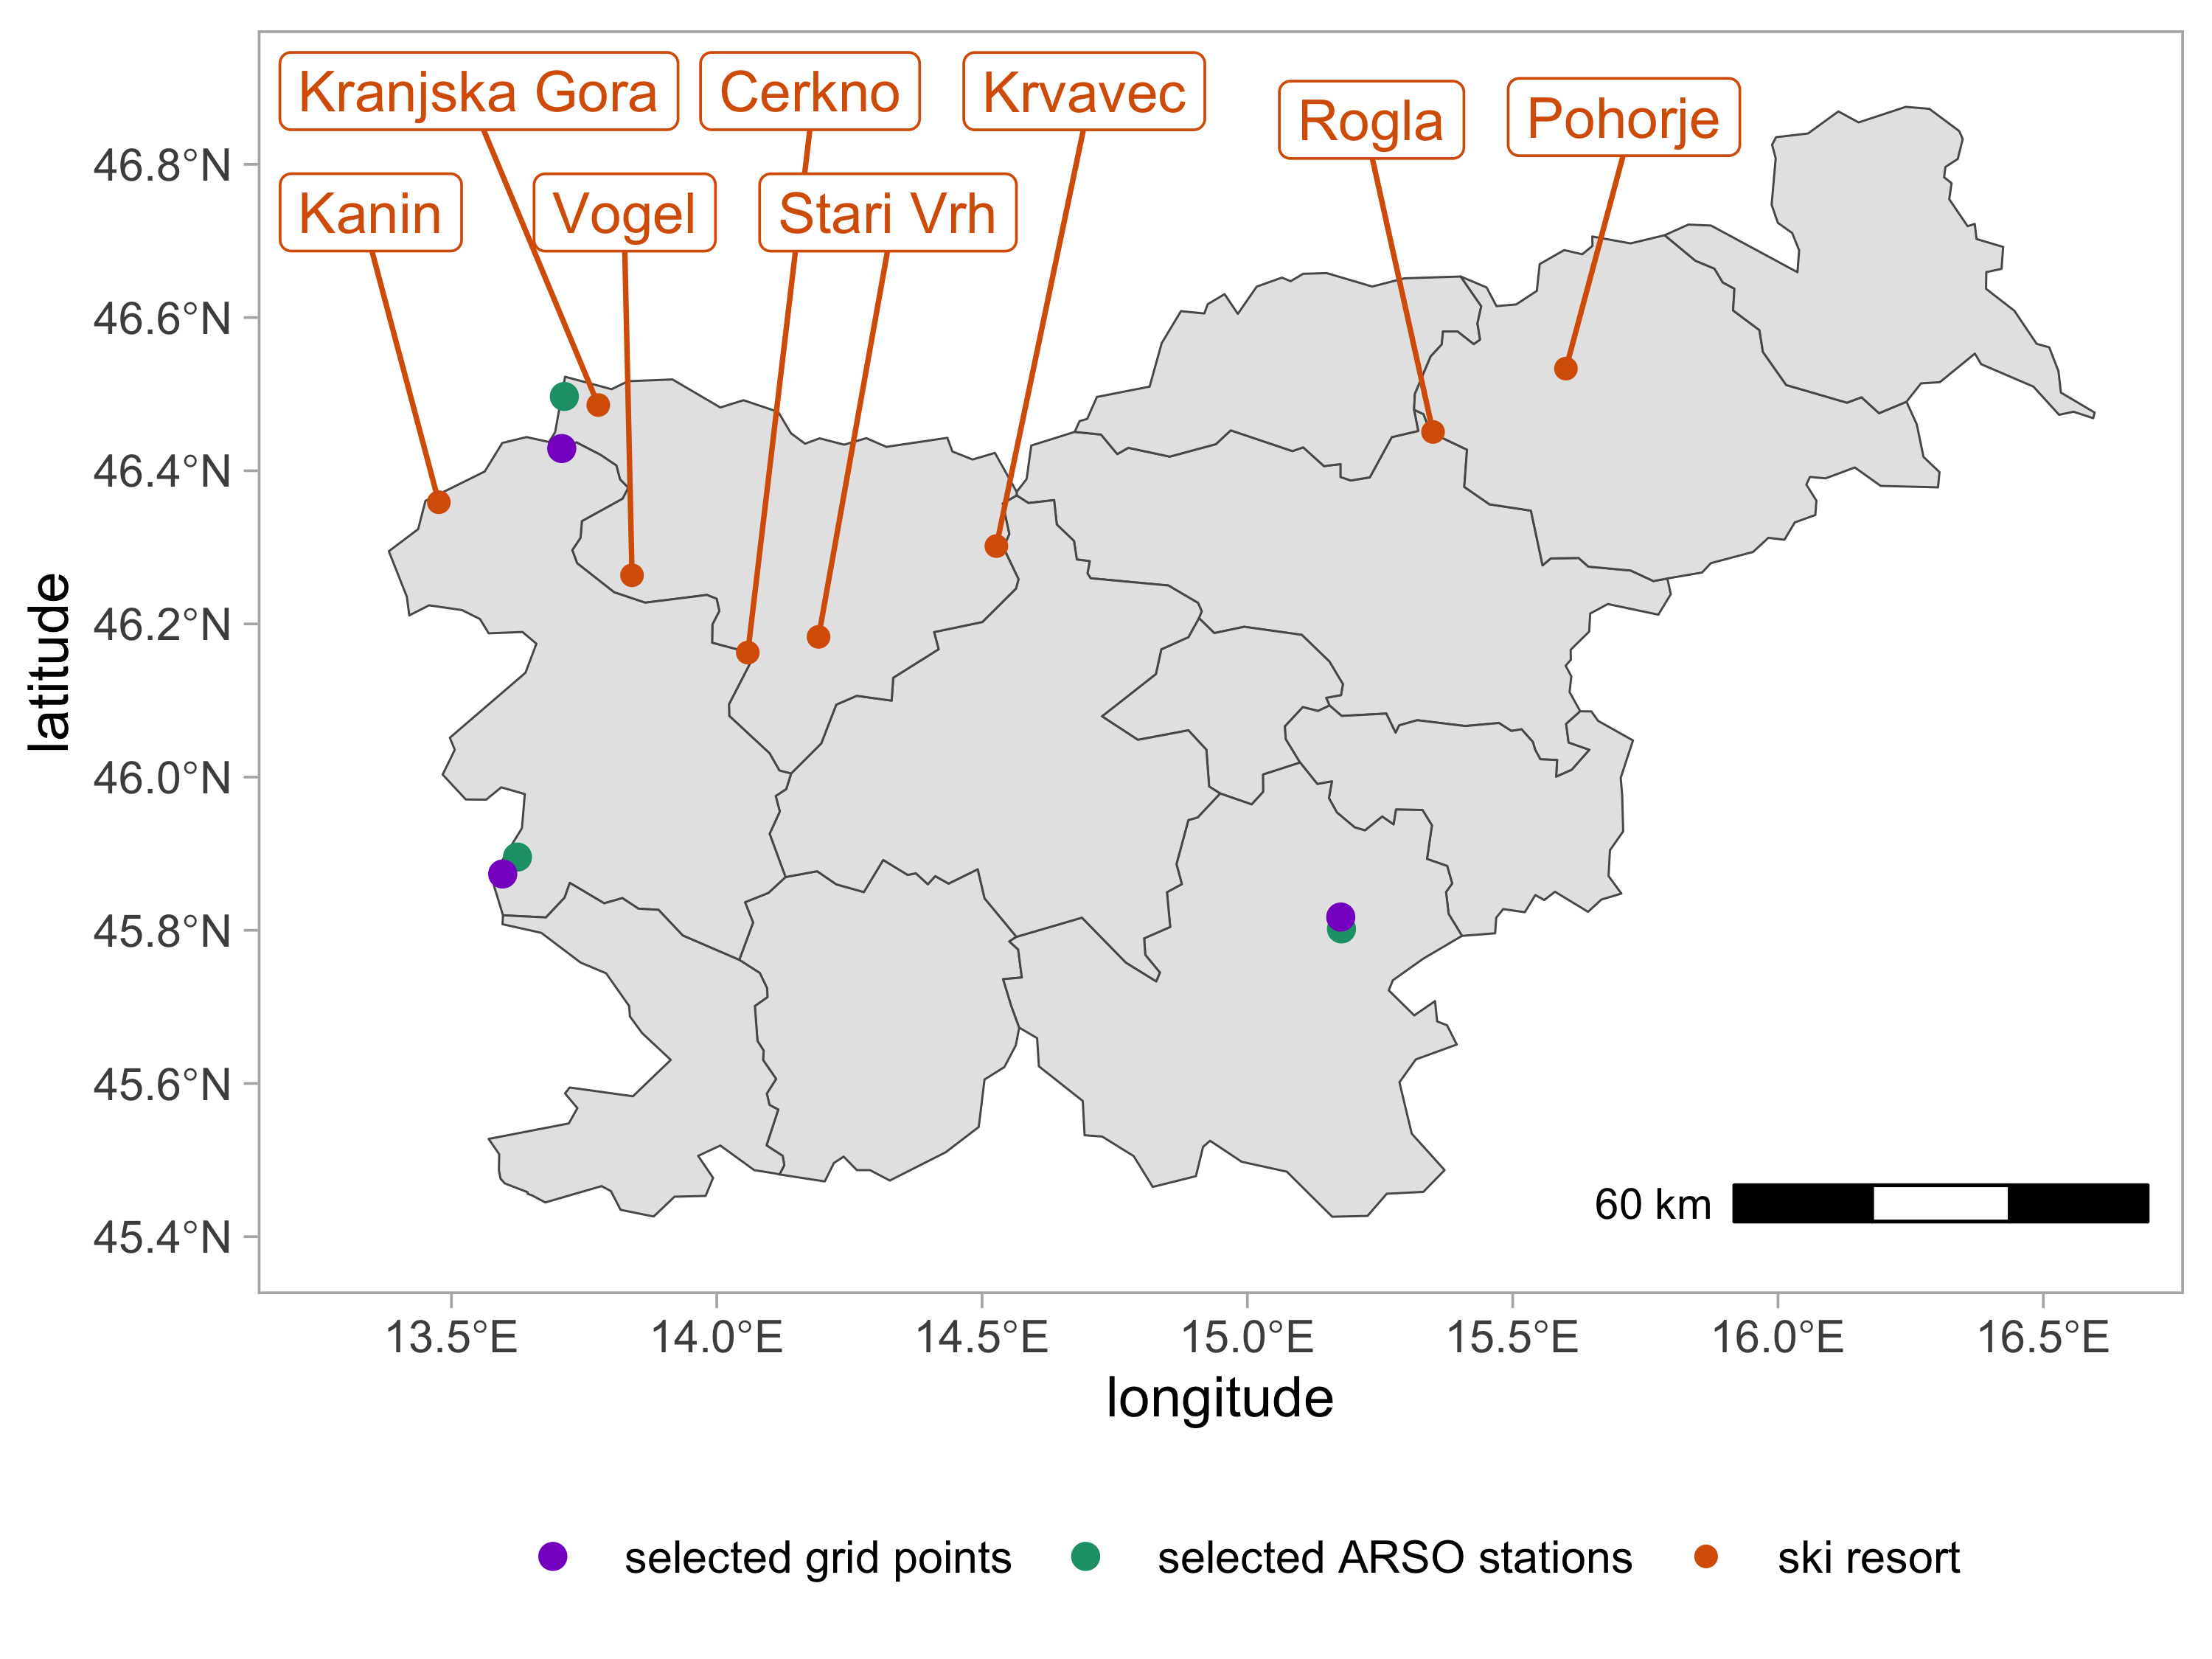 Kranjska Gora
Cerkno
Krvavec
Rogla
Pohorje
Kanin
Vogel
Stari Vrh
46.8°N
46.6°N
46.4°N
46.2°N
46.0°N
45.8°N
45.6°N
45.4°N
latitude
60 km
13.5°E
14.0°E
14.5°E
15.0°E
15.5°E
16.0°E
16.5°E
longitude
selected grid points
selected ARSO stations
ski resort